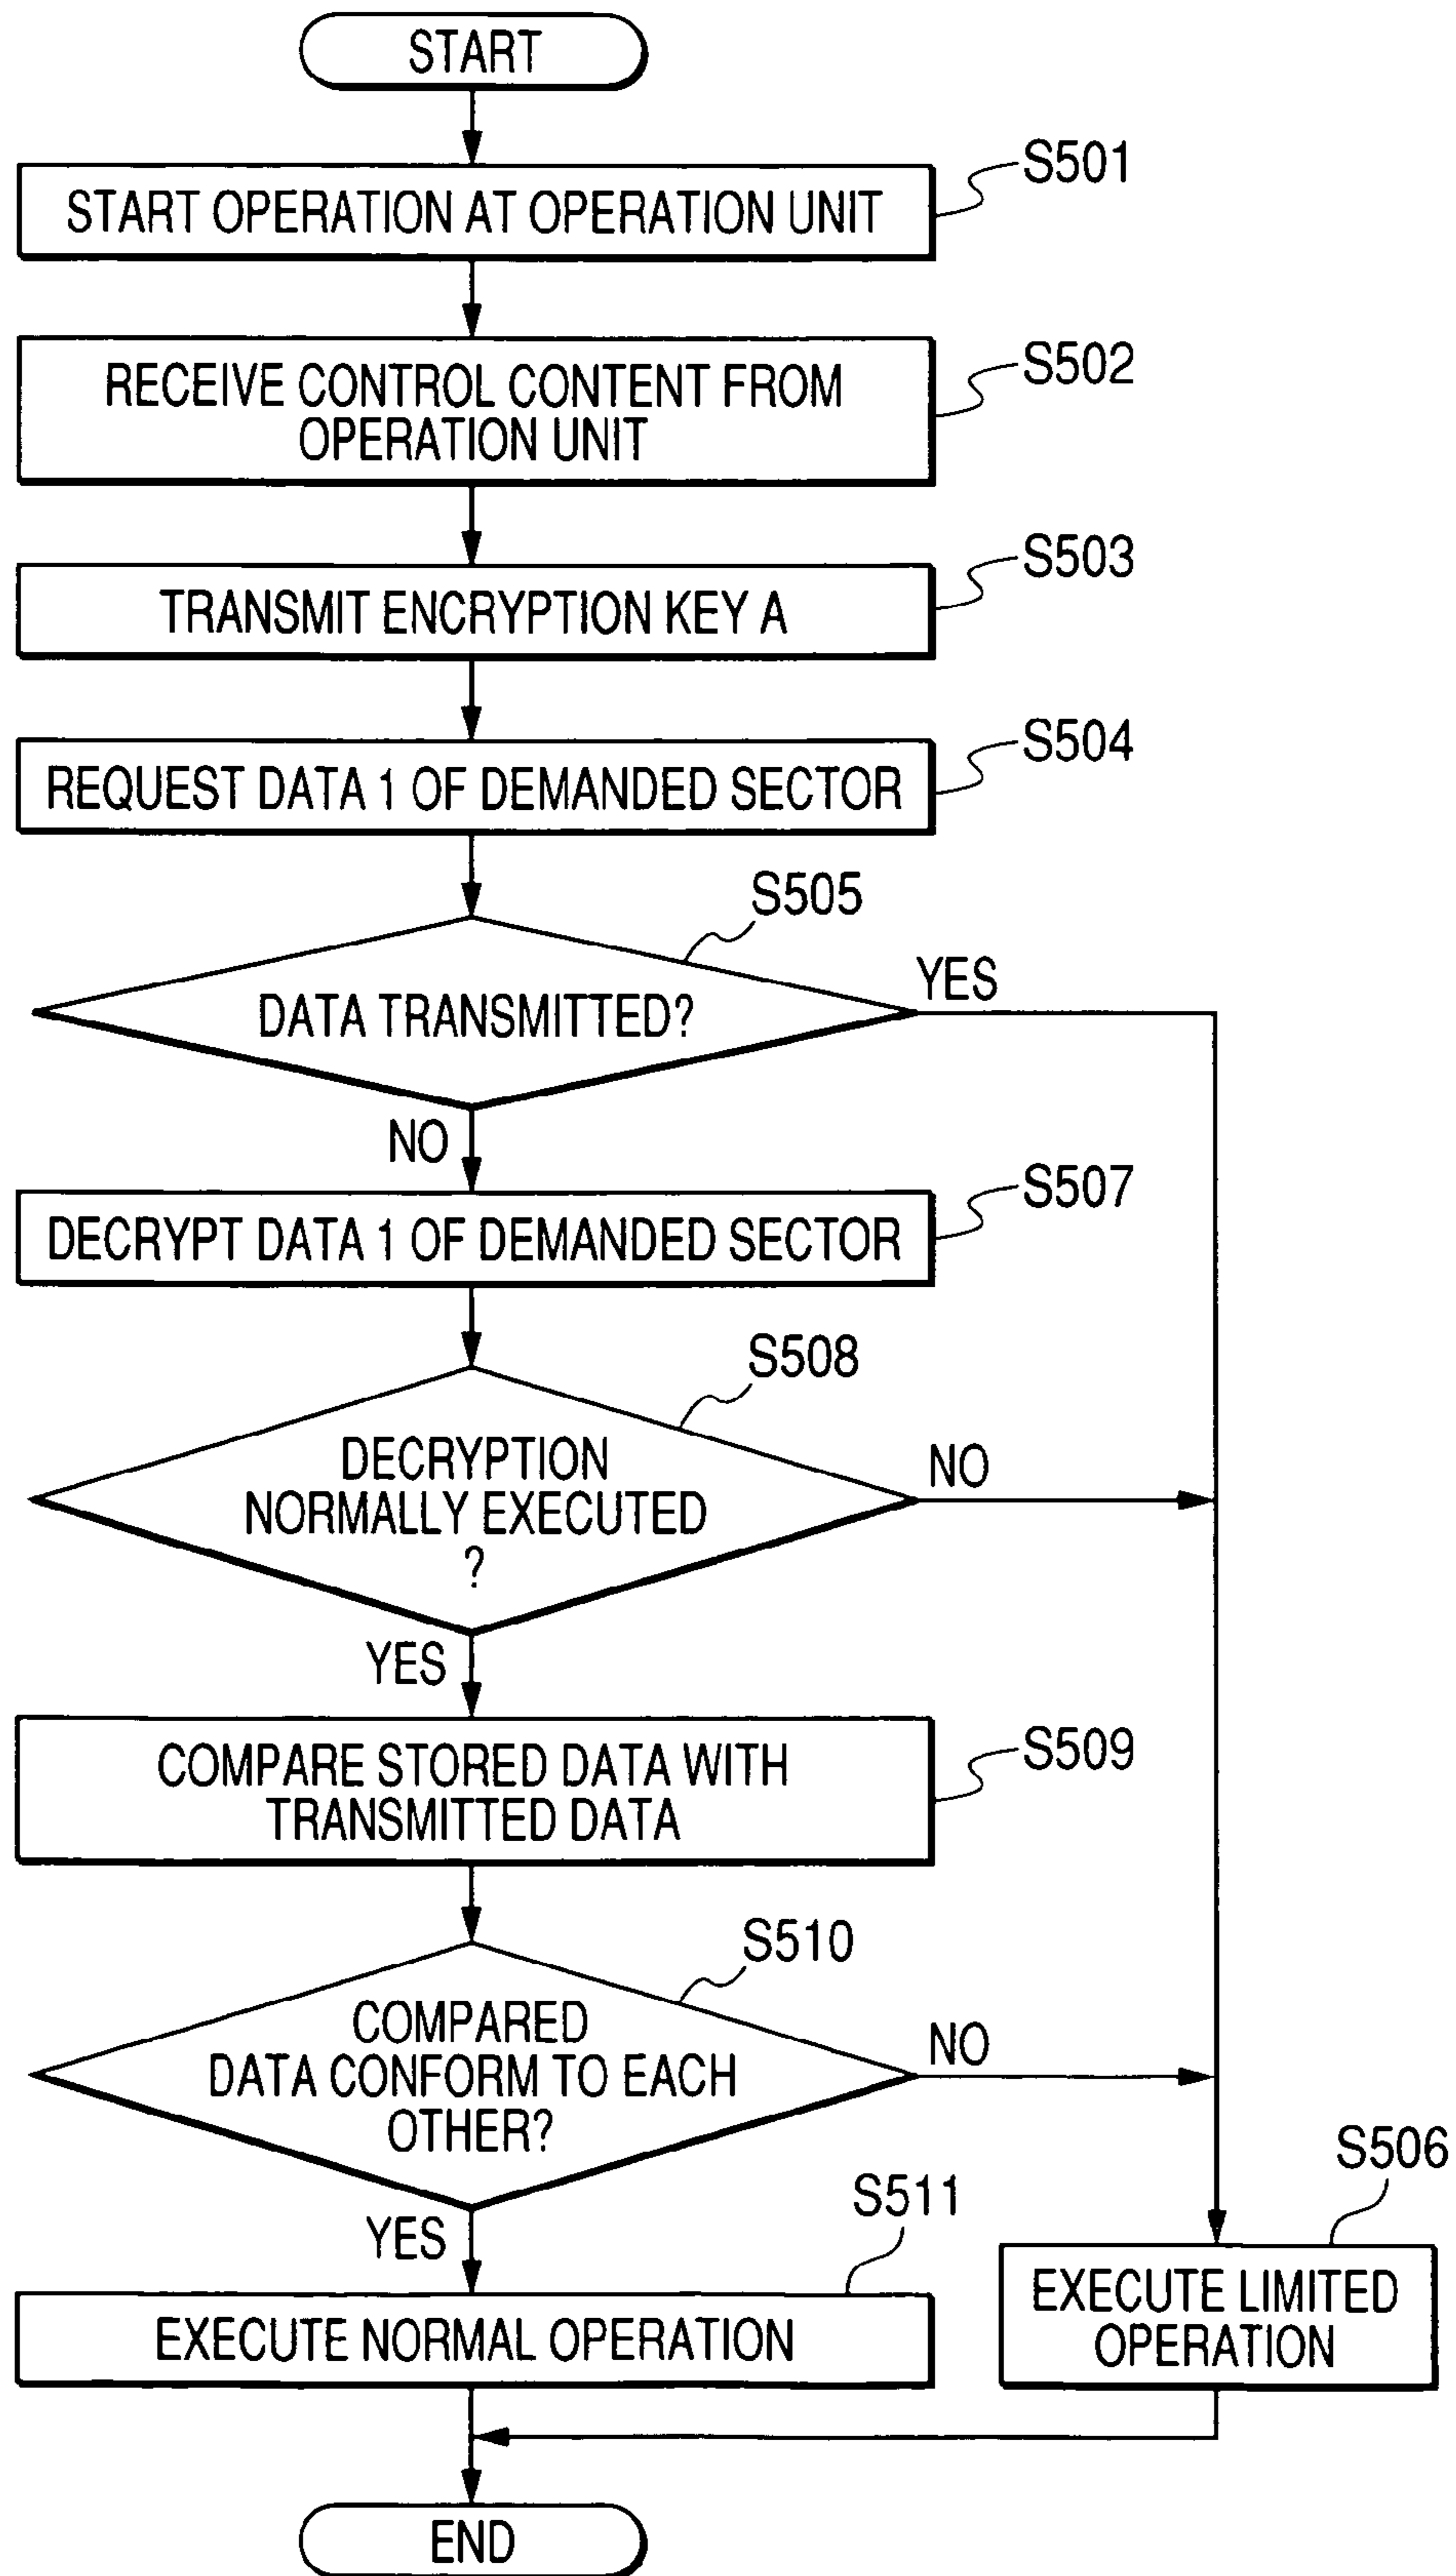 START
START OPERATION AT OPERATION UNIT
S501
RECEIVE CONTROL CONTENT FROM
OPERATION UNIT
S502
TRANSMIT ENCRYPTION KEY A
S503
REQUEST DATA 1 OF DEMANDED SECTOR
S504
S505
DATA TRANSMITTED?
YES
NO
DECRYPT DATA 1 OF DEMANDED SECTOR
S507
S508
DECRYPTION
NORMALLY EXECUTED
?
NO
YES
COMPARE STORED DATA WITH
TRANSMITTED DATA
S509
S510
COMPARED
DATA CONFORM TO EACH
OTHER?
NO
YES
S511
EXECUTE NORMAL OPERATION
S506
EXECUTE LIMITED
OPERATION
END